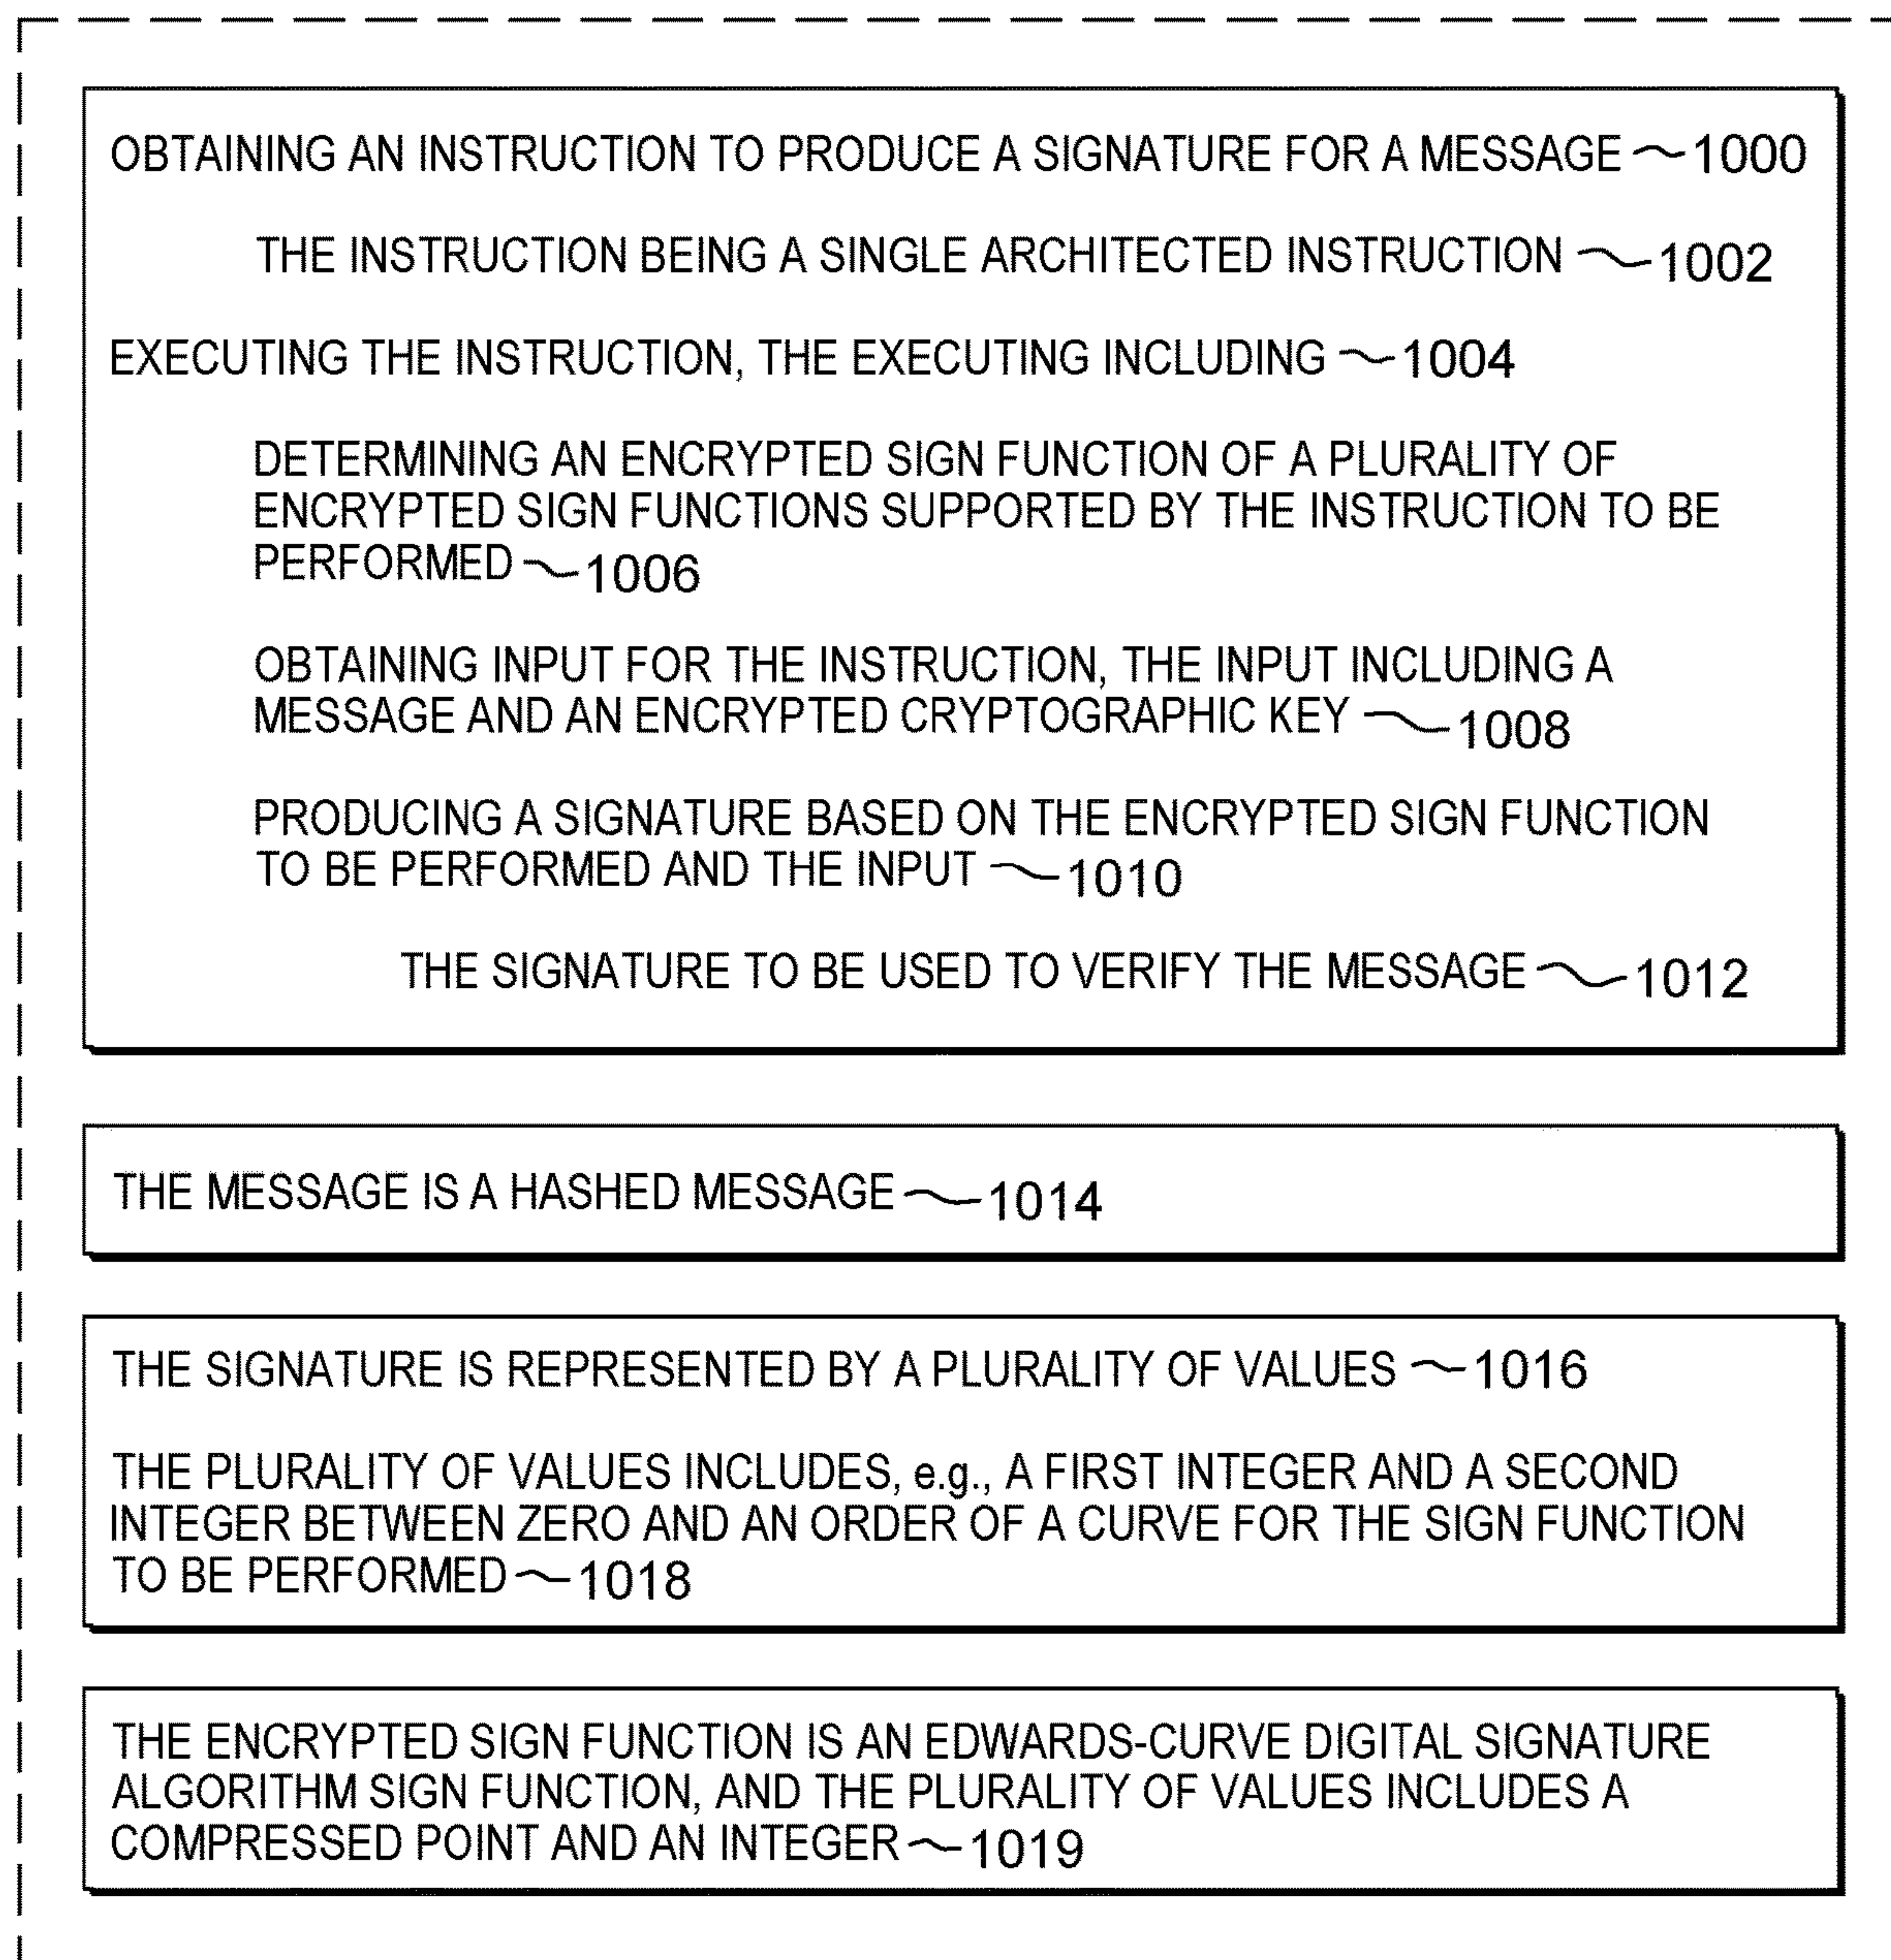 OBTAINING AN INSTRUCTION TO PRODUCE A SIGNATURE FOR A MESSAGE ~1000
THE INSTRUCTION BEING A SINGLE ARCHITECTED INSTRUCTION ~1002
EXECUTING THE INSTRUCTION, THE EXECUTING INCLUDING ~1004
DETERMINING AN ENCRYPTED SIGN FUNCTION OF A PLURALITY OF
ENCRYPTED SIGN FUNCTIONS SUPPORTED BY THE INSTRUCTION TO BE
PERFORMED ~1006
OBTAINING INPUT FOR THE INSTRUCTION, THE INPUT INCLUDING A
MESSAGE AND AN ENCRYPTED CRYPTOGRAPHIC KEY ~1008
PRODUCING A SIGNATURE BASED ON THE ENCRYPTED SIGN FUNCTION
TO BE PERFORMED AND THE INPUT ~1010
THE SIGNATURE TO BE USED TO VERIFY THE MESSAGE ~1012
THE MESSAGE IS A HASHED MESSAGE ~1014
THE SIGNATURE IS REPRESENTED BY A PLURALITY OF VALUES ~1016
THE PLURALITY OF VALUES INCLUDES, e.g., A FIRST INTEGER AND A SECOND
INTEGER BETWEEN ZERO AND AN ORDER OF A CURVE FOR THE SIGN FUNCTION
TO BE PERFORMED ~1018
THE ENCRYPTED SIGN FUNCTION IS AN EDWARDS-CURVE DIGITAL SIGNATURE
ALGORITHM SIGN FUNCTION, AND THE PLURALITY OF VALUES INCLUDES A
COMPRESSED POINT AND AN INTEGER ~1019